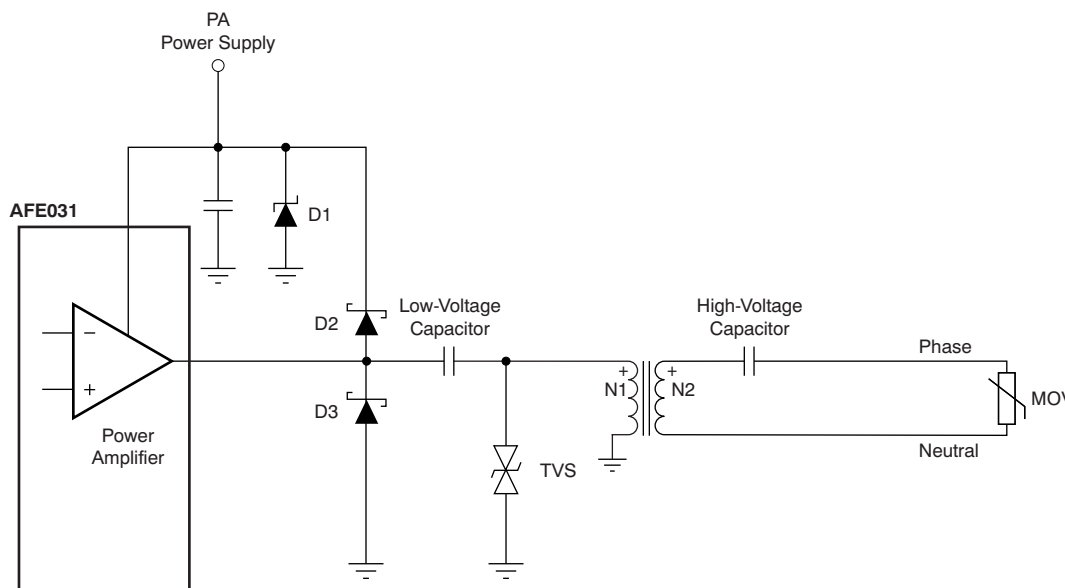 PA
Power Supply
AFE031
D1
D2
D3
Low-Voltage
Capacitor
High-Voltage
Capacitor
Phase
−
+
Power
Amplifier
+
N1
+
N2
MOV
Neutral
TVS